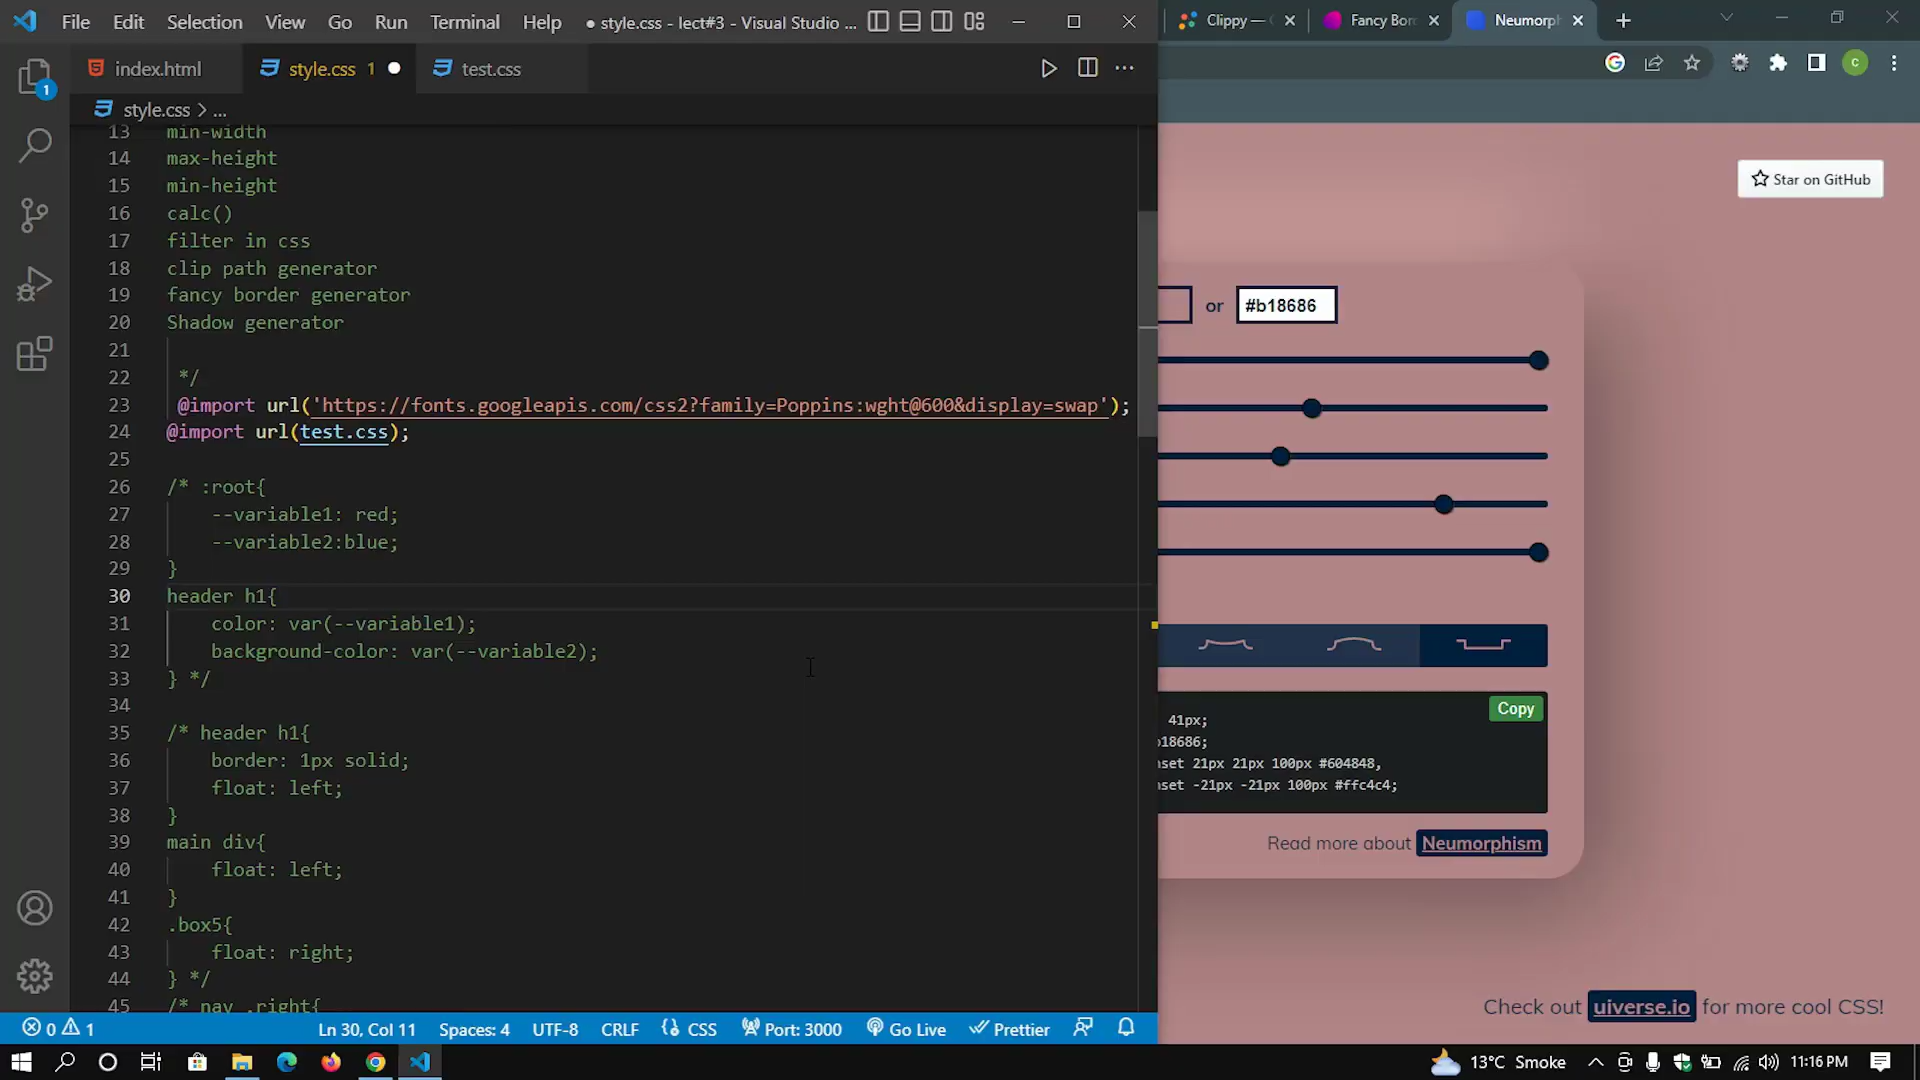 File Edit Selection View Go Run Terminal Help ● style.css - lect#3 - Visual Studio ...
Clippy —
Fancy Bor
Neumorph
index.html
style.css 1
test.css
C
1
style.css > ...
13 min-width
14 max-height
15 min-height
16 calc()
17 filter in css
18 clip path generator
19 fancy border generator
20 Shadow generator
21
22 */
23 @import url('https://fonts.googleapis.com/css2?family=Poppins:wght@600&display=swap');
24 @import url(test.css);
25
26 /* :root{
27 --variable1: red;
28 --variable2:blue;
29 }
30 header h1{
31 color: var(--variable1);
32 background-color: var(--variable2);
33 } */
34
35 /* header h1{
36 border: 1px solid;
37 float: left;
38 }
39 main div{
40 float: left;
41 }
42 .box5{
43 float: right;
44 } */
45 /* nav .right{
Star on GitHub
or #b18686
Copy
41px;
b18686;
nset 21px 21px 100px #604848,
nset -21px -21px 100px #ffc4c4;
Read more about Neumorphism
Check out uiverse.io for more cool CSS!
0 1 Ln 30, Col 11 Spaces: 4 UTF-8 CRLF CSS Port: 3000 Go Live Prettier
13°C Smoke 11:16 PM